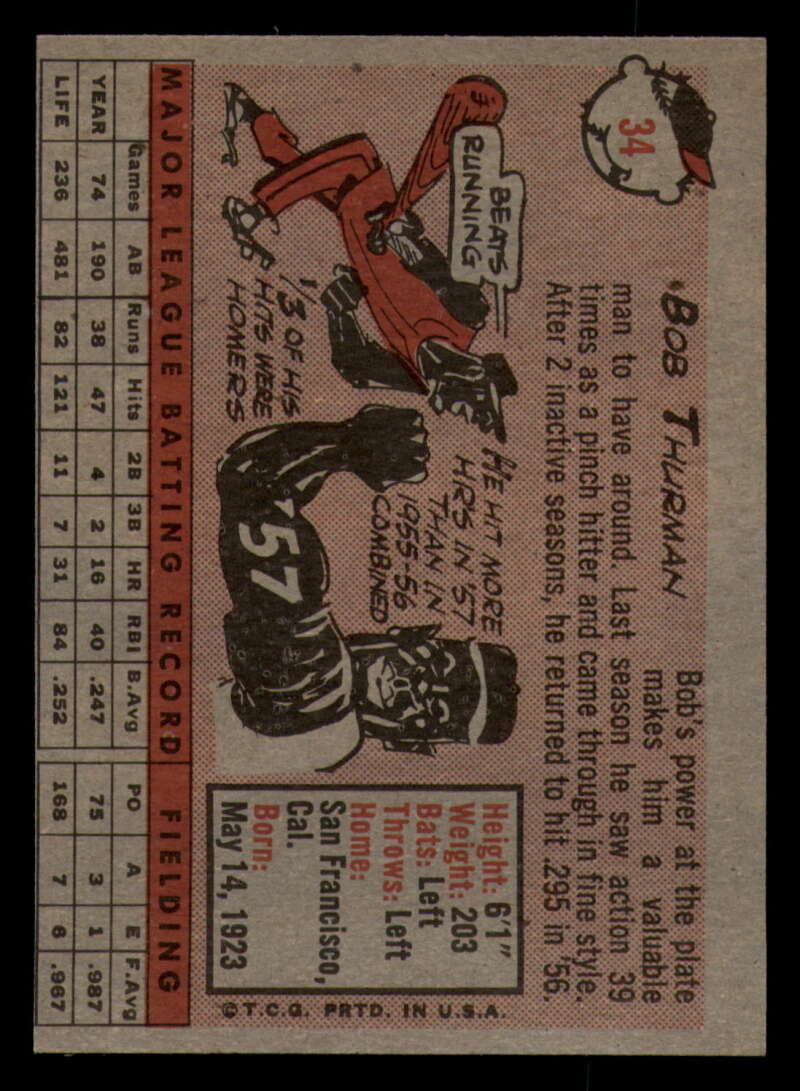 34
BOB THURMAN
Bob's power at the plate
makes him a valuable
man to have around. Last season he saw action 39
times as a pinch hitter and came through in fine style.
After 2 inactive seasons, he returned to hit .295 in '56.
BEATS
RUNNING
1/3 OF HIS
HITS WERE
HOMERS
HE HIT MORE
HR'S IN '57
THAN IN
1955-56
COMBINED
'57
Height: 6'1"
Weight: 203
Bats: Left
Throws: Left
Home:
San Francisco,
Cal.
Born:
May 14, 1923
© T.C.G. PRTD. IN U.S.A.
MAJOR LEAGUE BATTING RECORD FIELDING
Games AB Runs Hits 2B 3B HR RBI B.Avg PO A E F.Avg
YEAR 74 190 38 47 4 2 16 40 .247 75 3 1 .987
LIFE 236 481 82 121 11 7 31 84 .252 168 7 6 .967